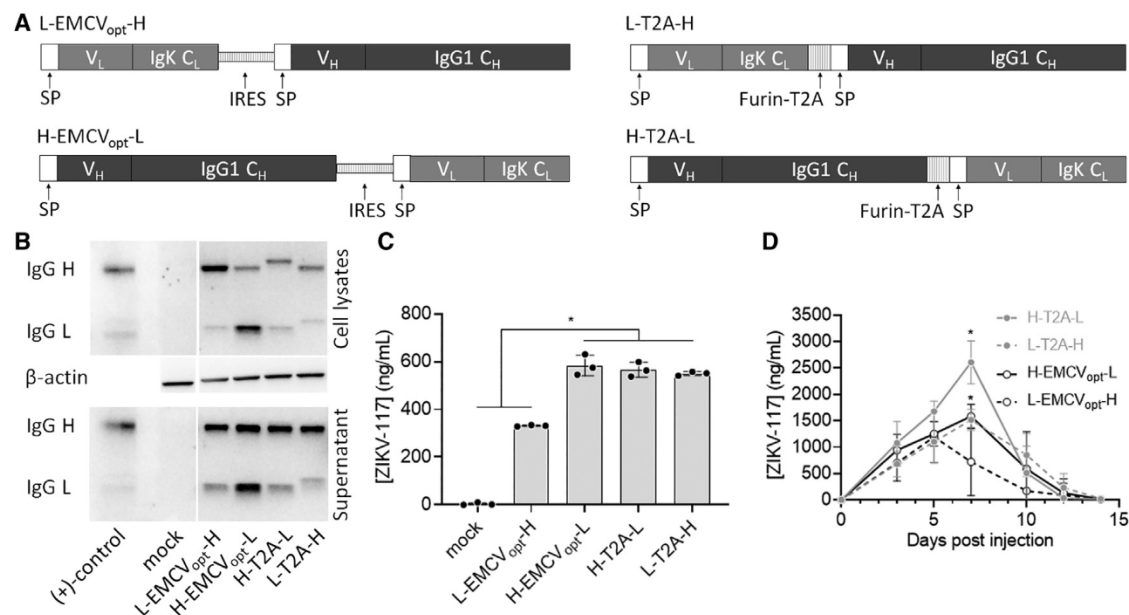 A
L-EMCVopt-H
VL IgK CL VH IgG1 CH
SP IRES SP
H-EMCVopt-L
VH IgG1 CH VL IgK CL
SP IRES SP
L-T2A-H
VL IgK CL VH IgG1 CH
SP Furin-T2A SP
H-T2A-L
VH IgG1 CH VL IgK CL
SP Furin-T2A SP
B
IgG H
IgG L
Cell lysates
β-actin
IgG H
IgG L
Supernatant
(+)-control
mock
L-EMCVopt-H
H-EMCVopt-L
H-T2A-L
L-T2A-H
C
[ZIKV-117] (ng/mL)
800
600
400
200
0
*
mock
L-EMCVopt-H
H-EMCVopt-L
H-T2A-L
L-T2A-H
D
[ZIKV-117] (ng/mL)
3500
3000
2500
2000
1500
1000
500
0
*
*
H-T2A-L
L-T2A-H
H-EMCVopt-L
L-EMCVopt-H
0 5 10 15
Days post injection